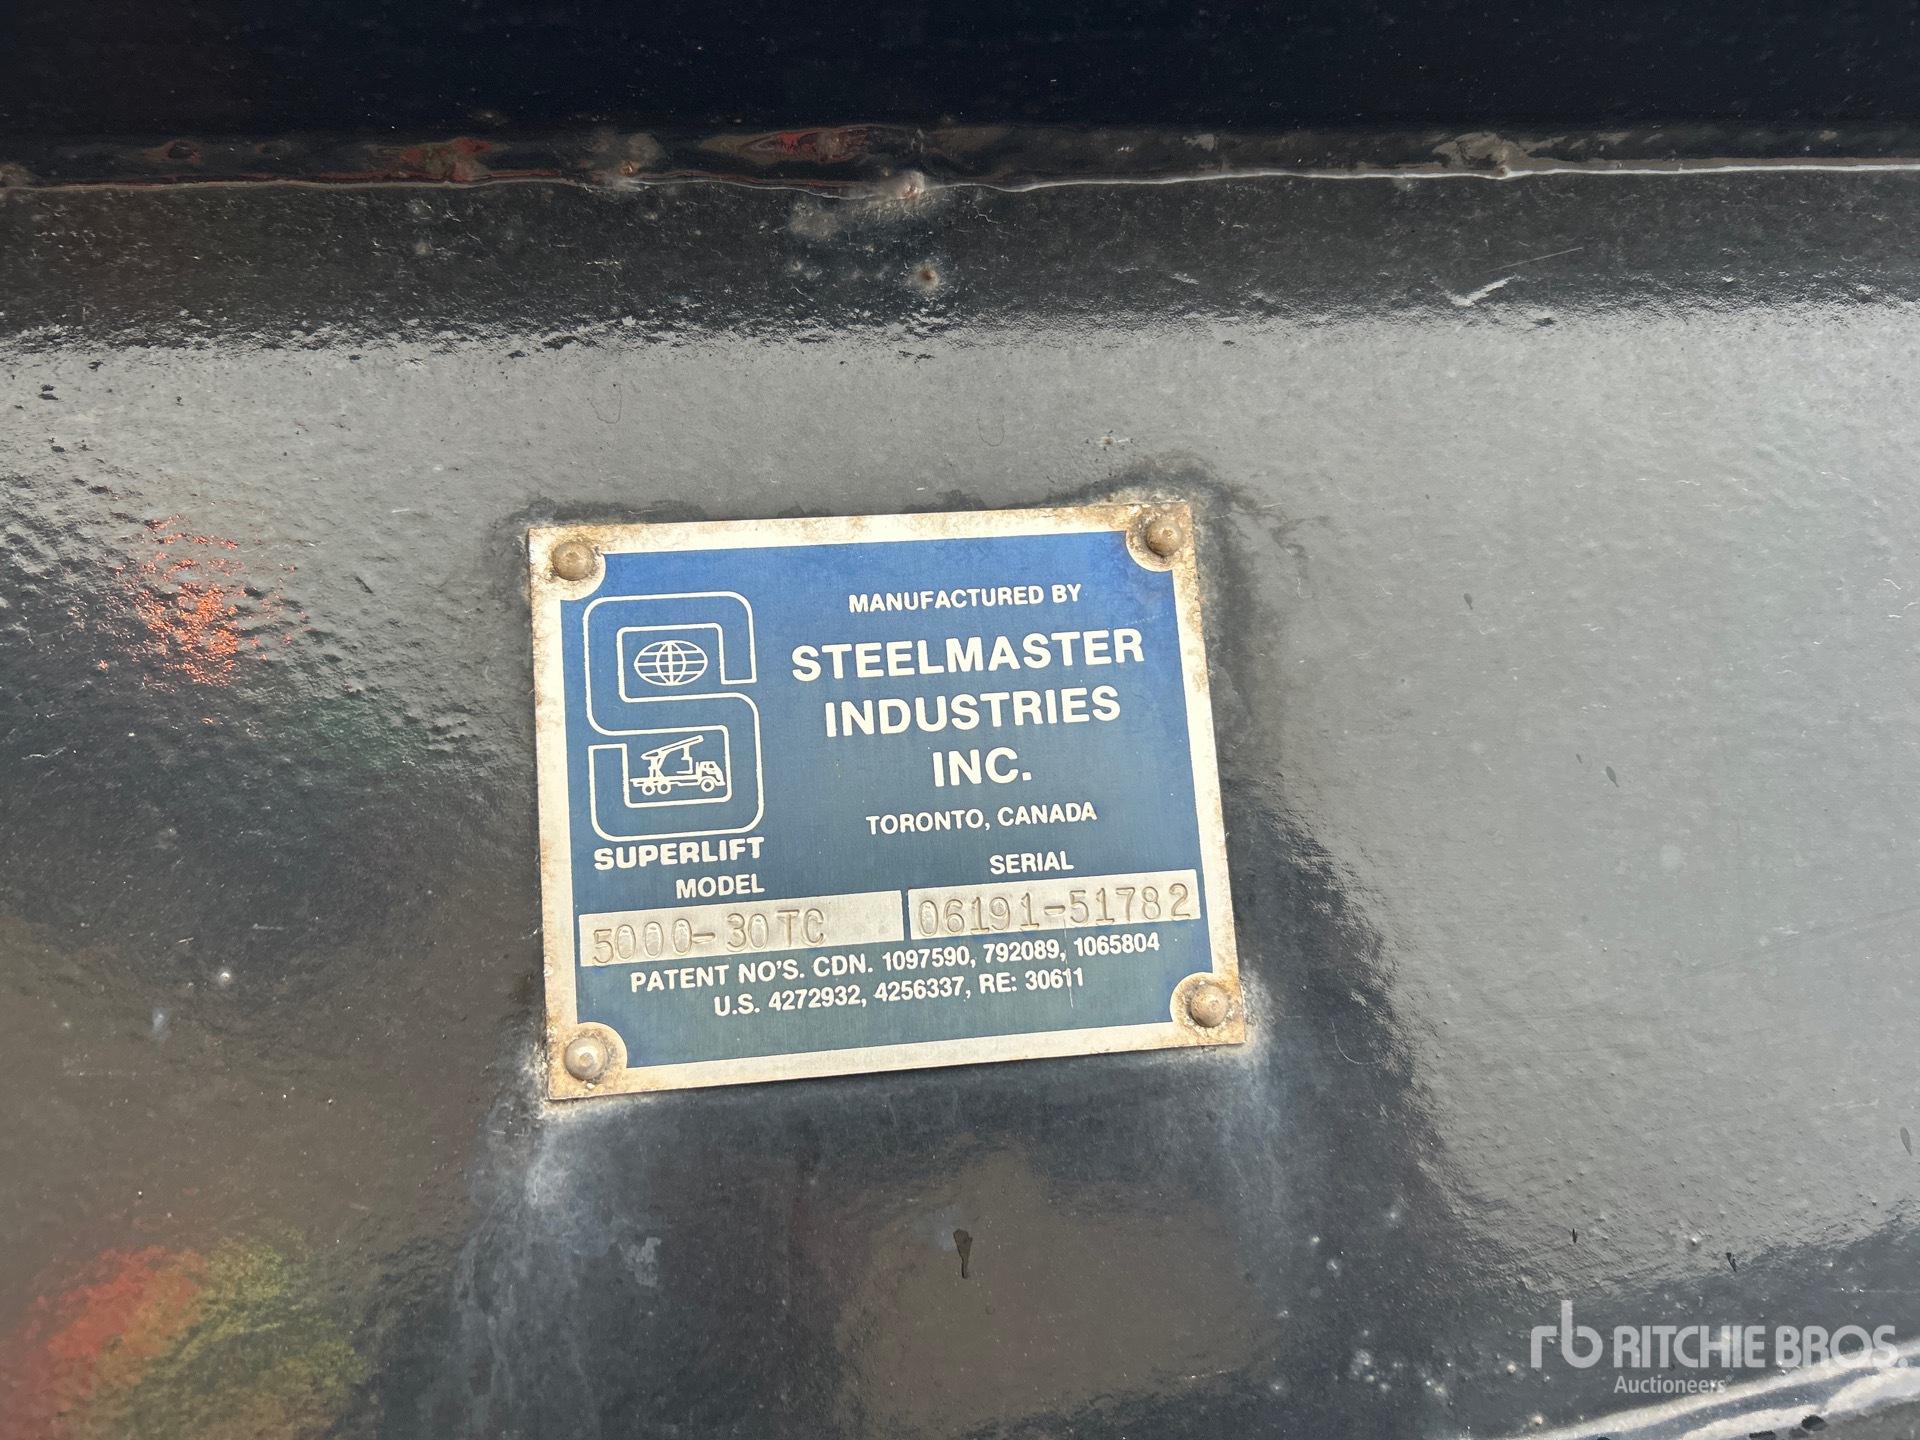 MANUFACTURED BY
STEELMASTER
INDUSTRIES
INC.
TORONTO, CANADA
SUPERLIFT
MODEL
SERIAL
5000-30TC
06191-51782
PATENT NO'S. CDN. 1097590, 792089, 1065804
U.S. 4272932, 4256337, RE: 30611
rb RITCHIE BROS.
Auctioneers